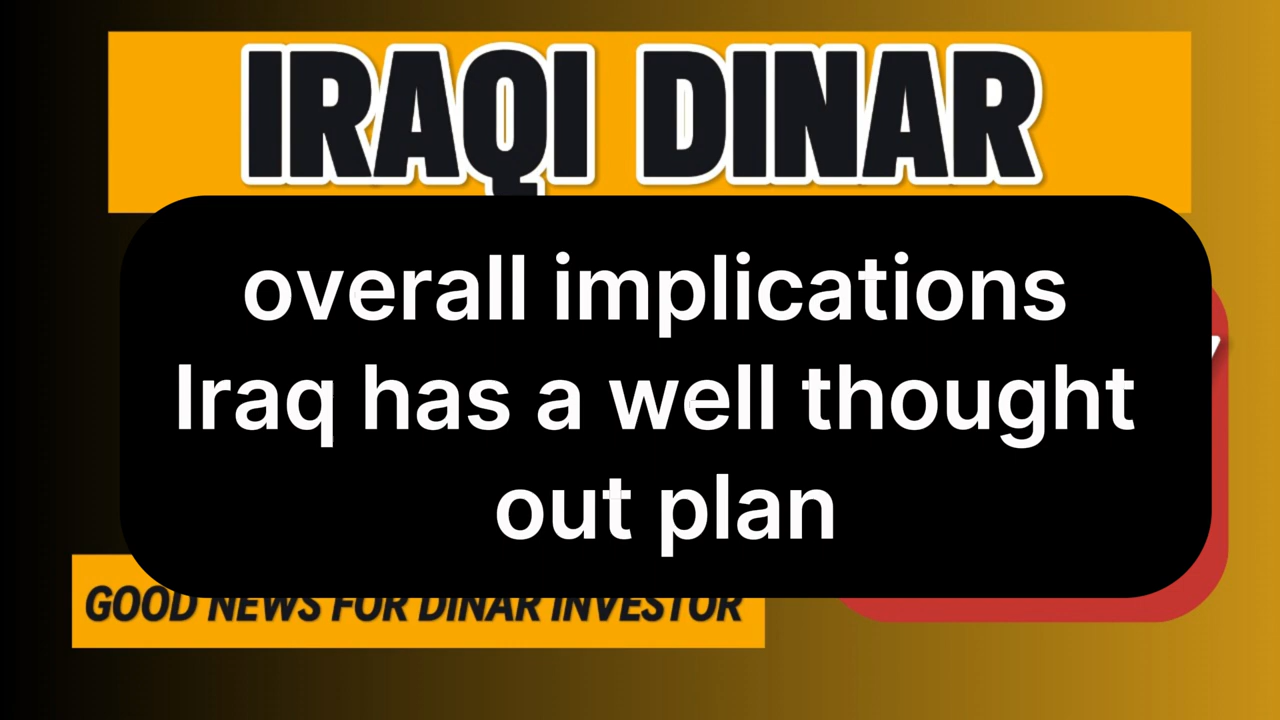 IRAQI DINAR
overall implications
Iraq has a well thought
out plan
GOOD NEWS FOR DINAR INVESTOR